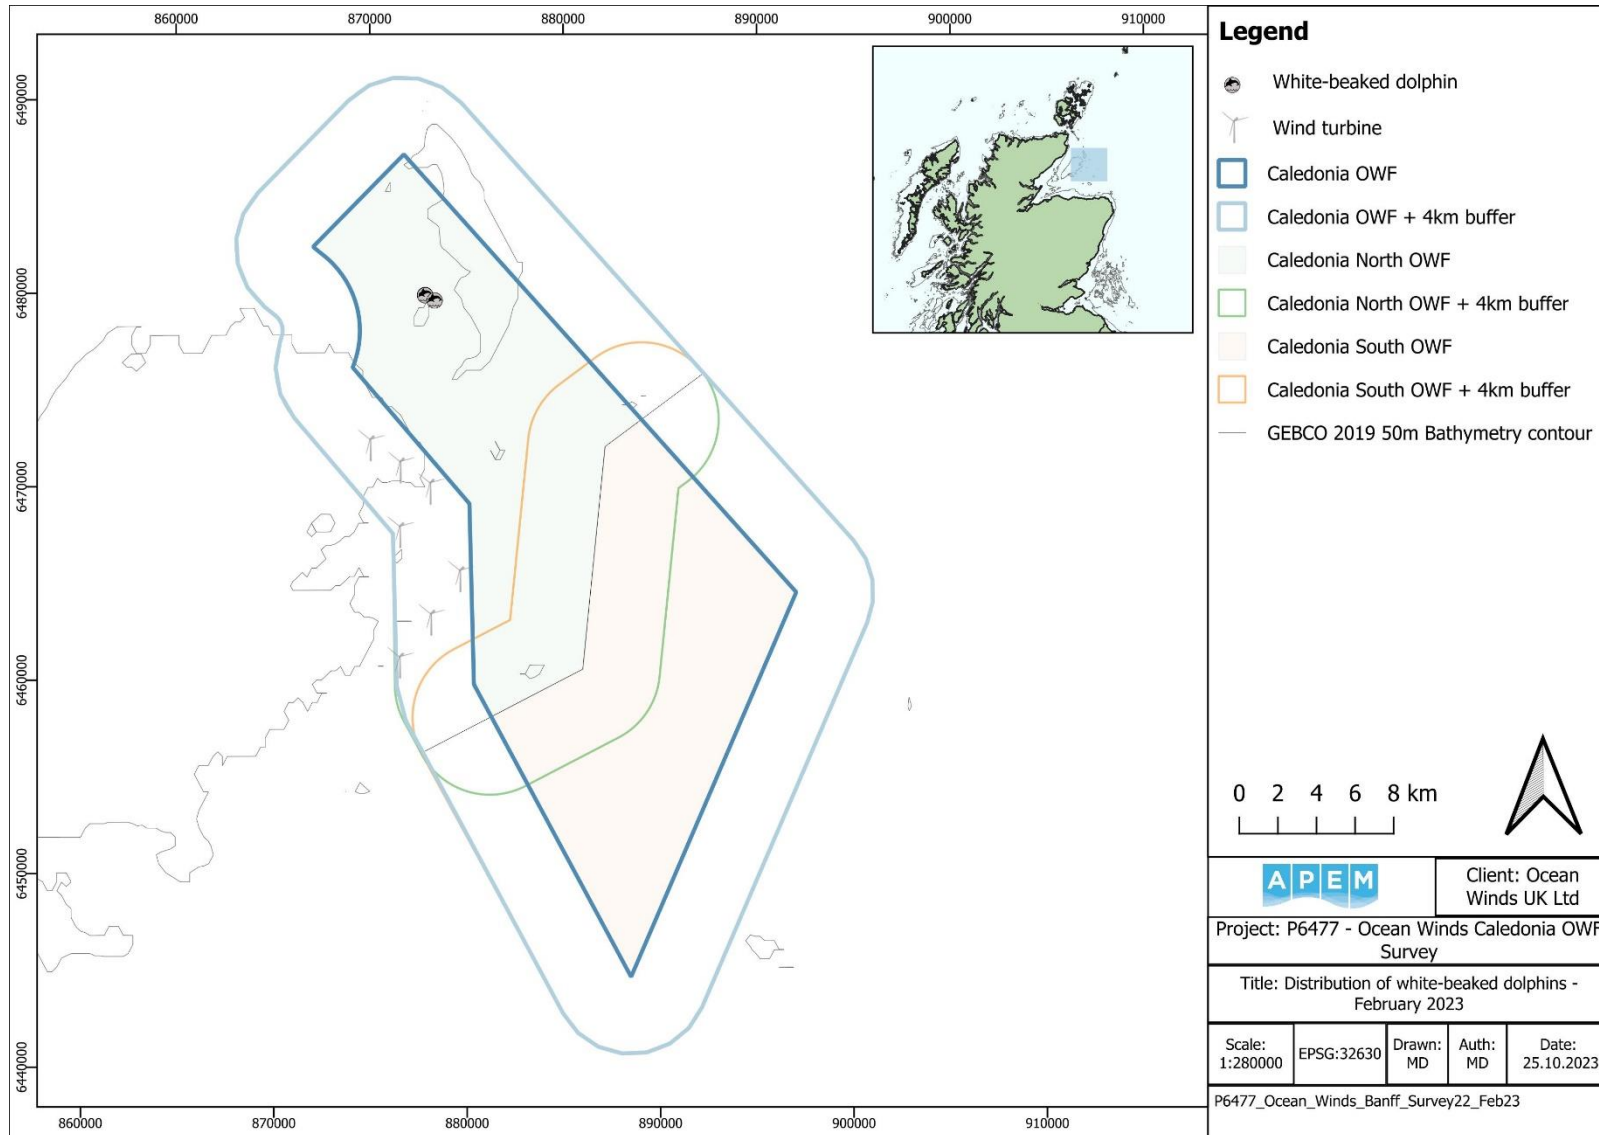 860000
870000
880000
890000
900000
910000
6490000
6480000
6470000
6460000
6450000
6440000
860000
870000
880000
890000
900000
910000
Legend
White-beaked dolphin
Wind turbine
Caledonia OWF
Caledonia OWF + 4km buffer
Caledonia North OWF
Caledonia North OWF + 4km buffer
Caledonia South OWF
Caledonia South OWF + 4km buffer
GEBCO 2019 50m Bathymetry contour
0 2 4 6 8 km
APEM
Client: Ocean
Winds UK Ltd
Project: P6477 - Ocean Winds Caledonia OWF
Survey
Title: Distribution of white-beaked dolphins -
February 2023
Scale:
1:280000
EPSG:32630
Drawn:
MD
Auth:
MD
Date:
25.10.2023
P6477_Ocean_Winds_Banff_Survey22_Feb23